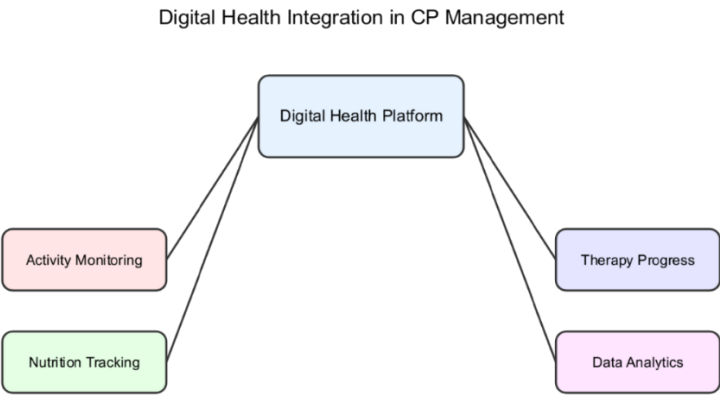 Digital Health Integration in CP Management
Digital Health Platform
Activity Monitoring
Therapy Progress
Nutrition Tracking
Data Analytics